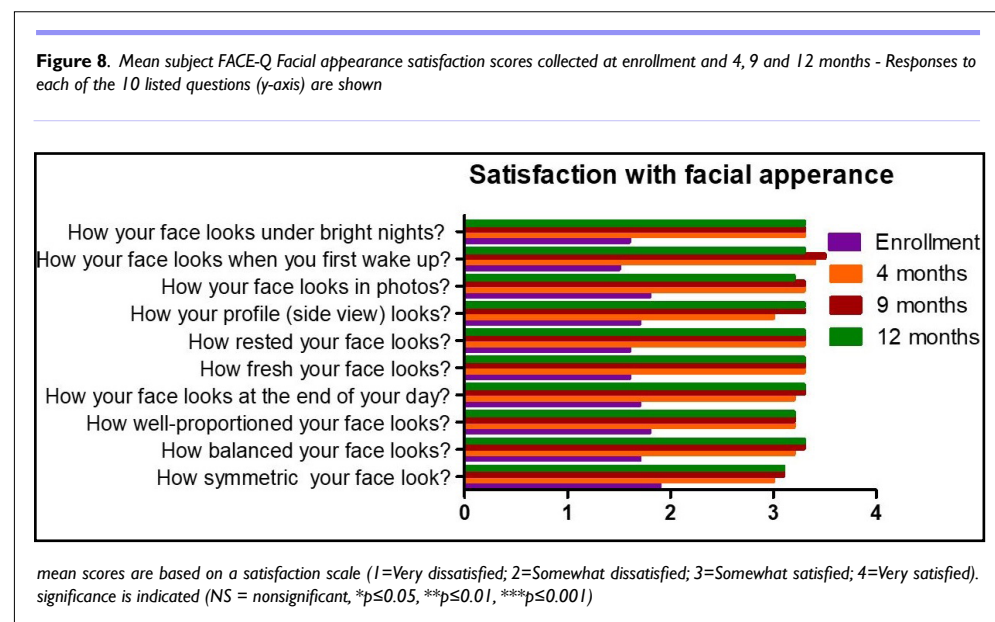 Figure 8. Mean subject FACE-Q Facial appearance satisfaction scores collected at enrollment and 4, 9 and 12 months - Responses to
each of the 10 listed questions (y-axis) are shown
Satisfaction with facial apperance
How your face looks under bright nights?
How your face looks when you first wake up?
How your face looks in photos?
How your profile (side view) looks?
How rested your face looks?
How fresh your face looks?
How your face looks at the end of your day?
How well-proportioned your face looks?
How balanced your face looks?
How symmetric your face look?
Enrollment
4 months
9 months
12 months
0 1 2 3 4
mean scores are based on a satisfaction scale (1=Very dissatisfied; 2=Somewhat dissatisfied; 3=Somewhat satisfied; 4=Very satisfied).
significance is indicated (NS = nonsignificant, *p≤0.05, **p≤0.01, ***p≤0.001)